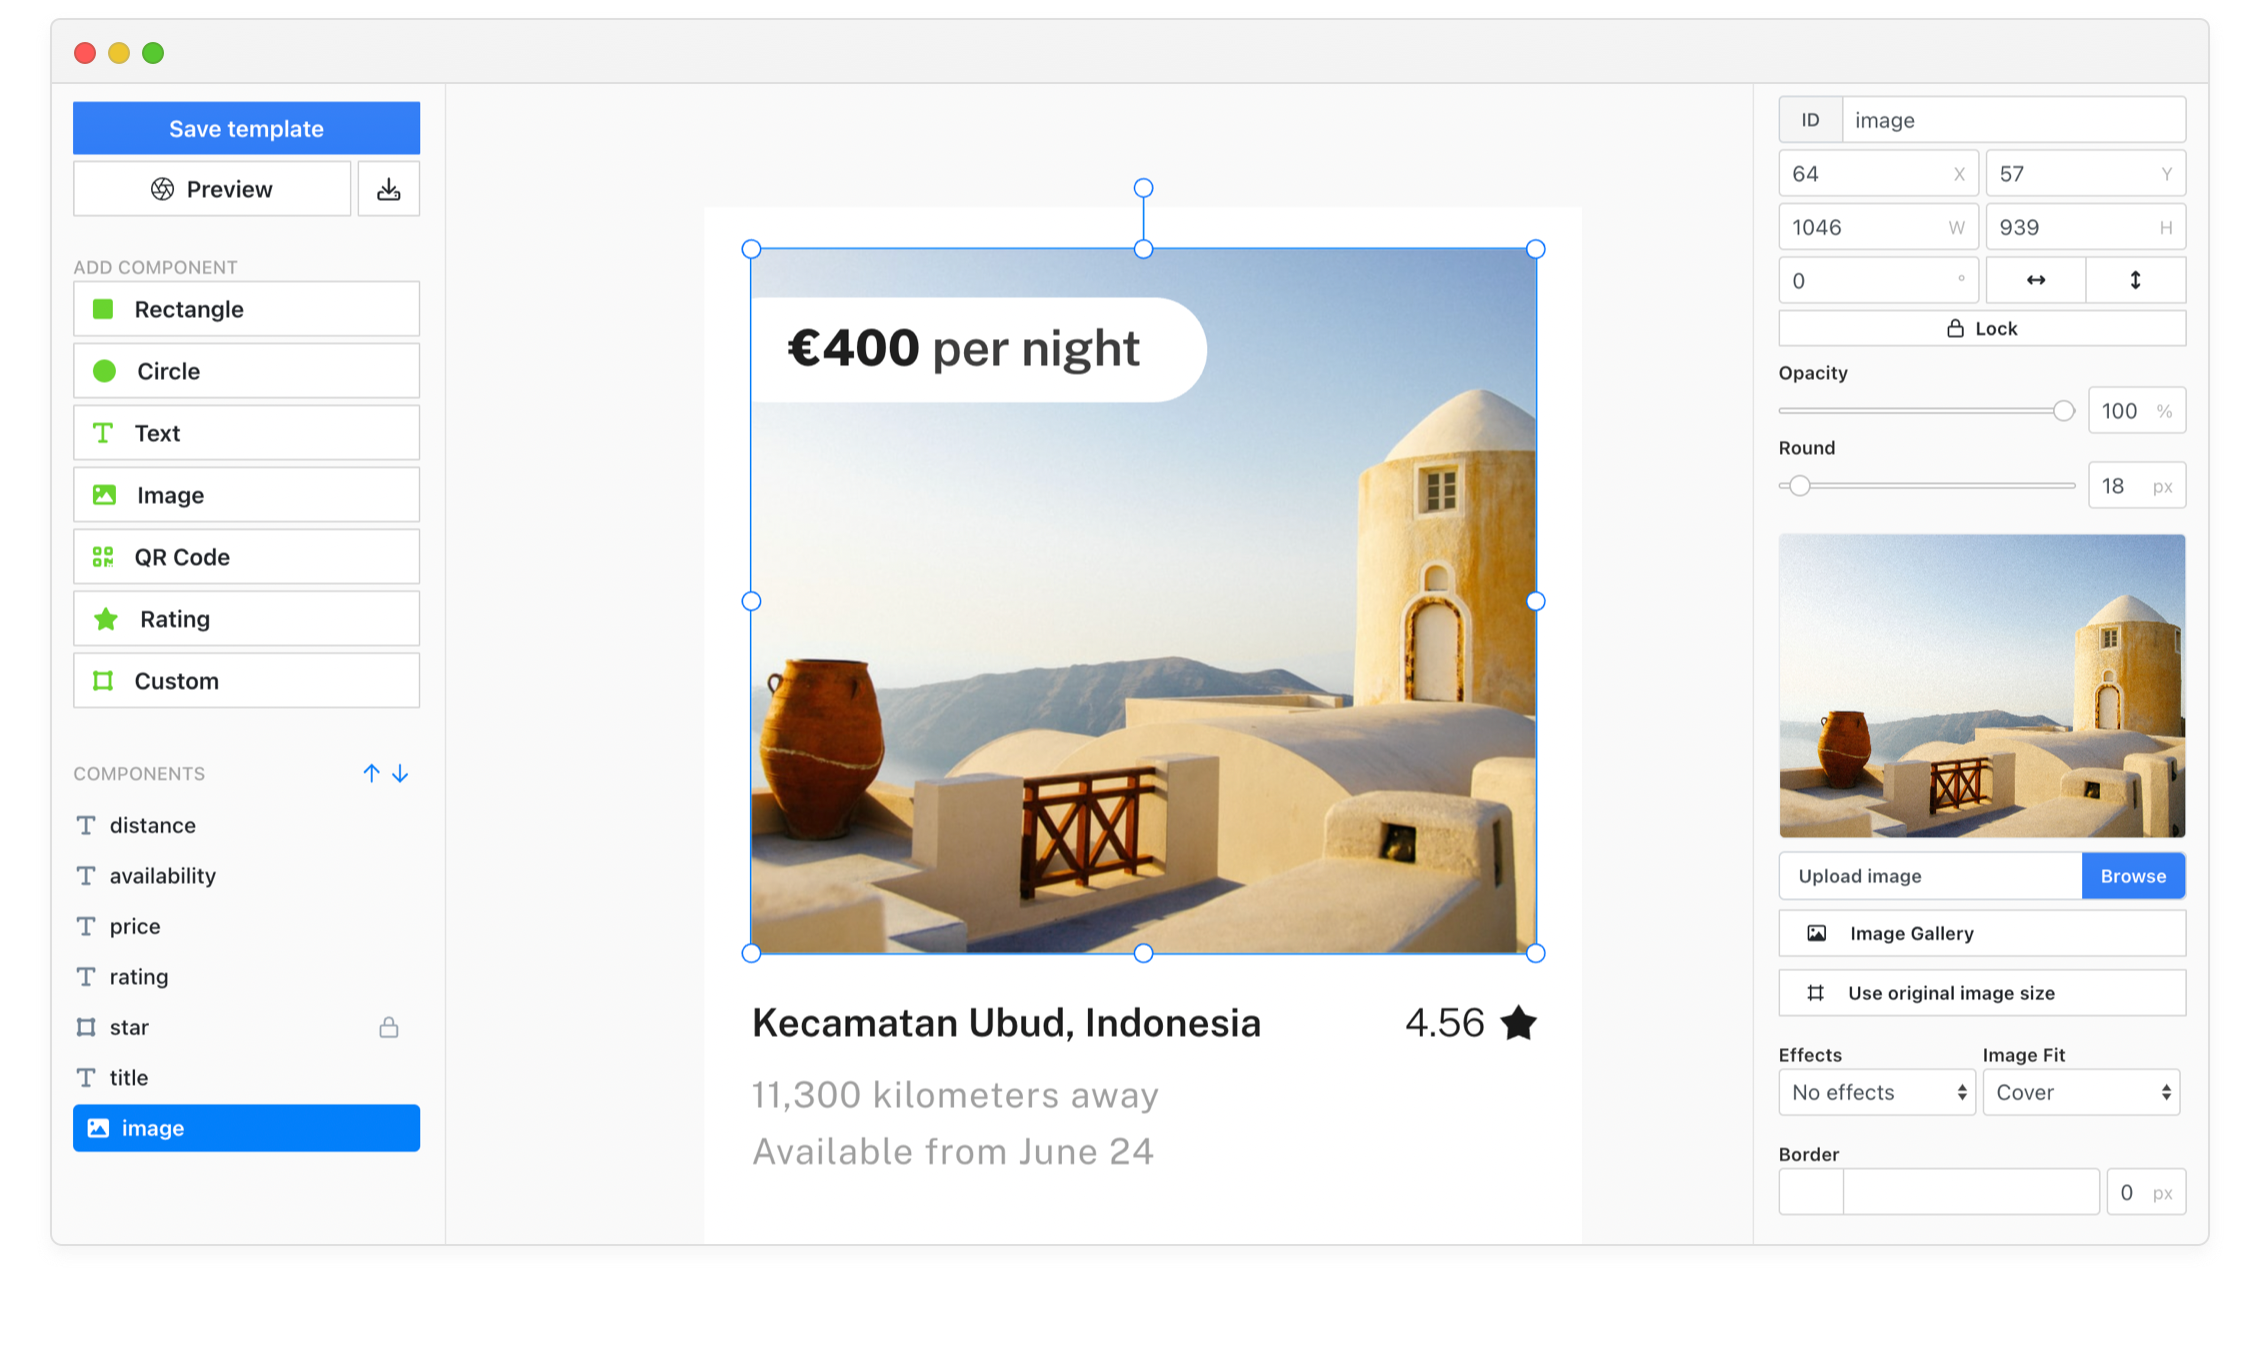 Save template
Preview
ADD COMPONENT
Rectangle
Circle
Text
Image
QR Code
Rating
Custom
COMPONENTS
distance
availability
price
rating
star
title
image
€400 per night
Kecamatan Ubud, Indonesia
4.56
11,300 kilometers away
Available from June 24
ID image
64 X 57 Y
1046 W 939 H
0 °
Lock
Opacity
100 %
Round
18 px
Upload image Browse
Image Gallery
Use original image size
Effects Image Fit
No effects Cover
Border
0 px